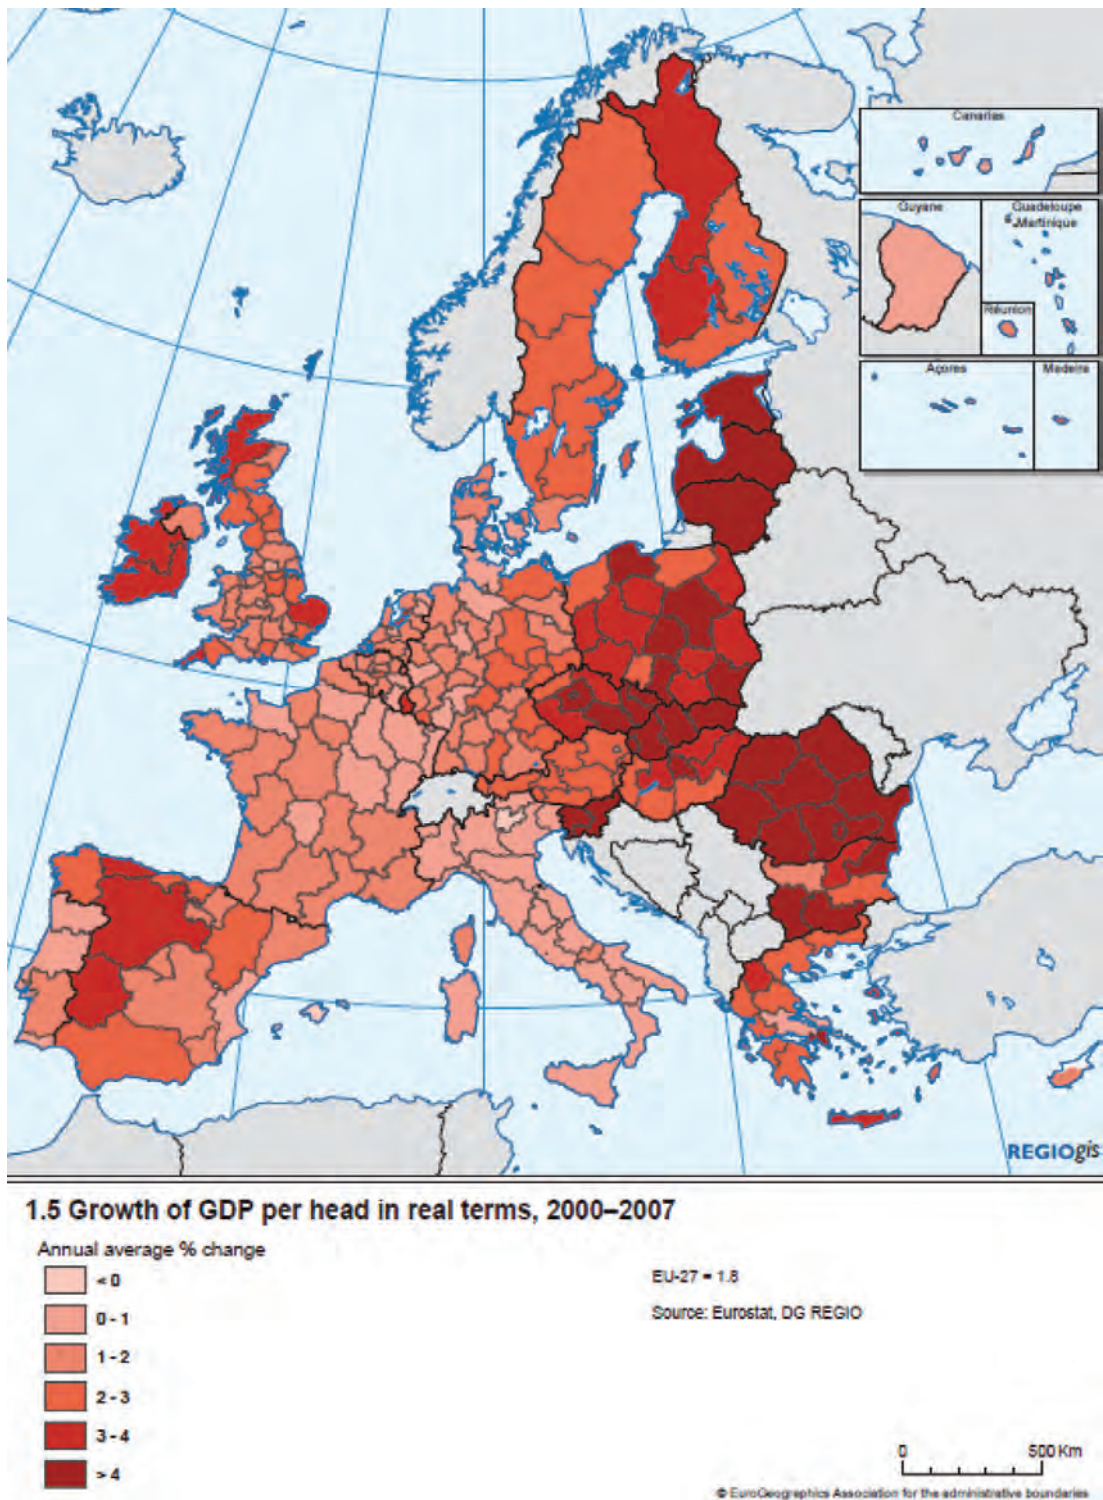 Canarias
Guyane
Guadeloupe
Martinique
Réunion
Açores
Madeira
REGIOgis
1.5 Growth of GDP per head in real terms, 2000–2007
Annual average % change
< 0
0 - 1
1 - 2
2 - 3
3 - 4
> 4
EU-27 = 1.8
Source: Eurostat, DG REGIO
0 500 Km
© EuroGeographics Association for the administrative boundaries